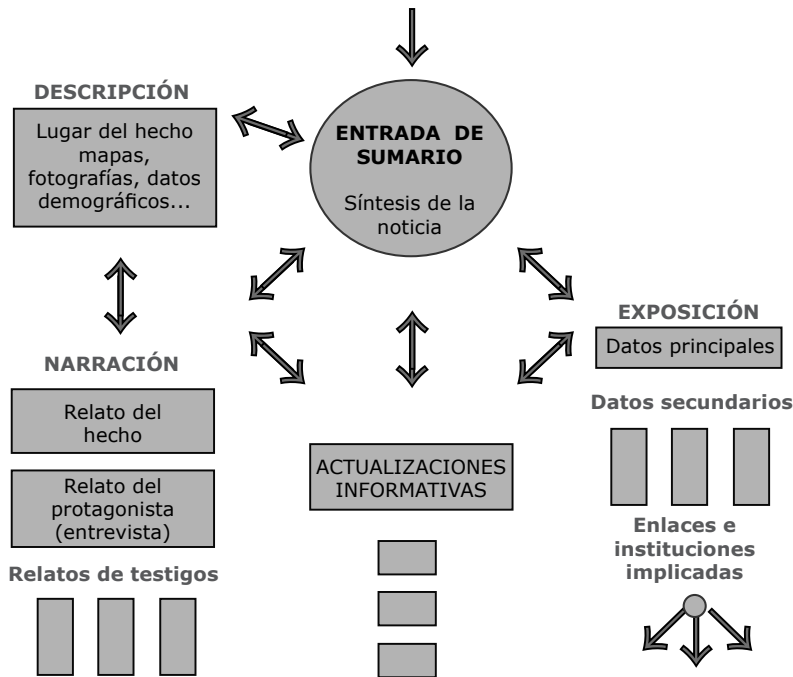 DESCRIPCIÓN
Lugar del hecho
mapas,
fotografías, datos
demográficos...
ENTRADA DE
SUMARIO
Síntesis de la
noticia
NARRACIÓN
Relato del
hecho
Relato del
protagonista
(entrevista)
Relatos de testigos
ACTUALIZACIONES
INFORMATIVAS
EXPOSICIÓN
Datos principales
Datos secundarios
Enlaces e
instituciones
implicadas